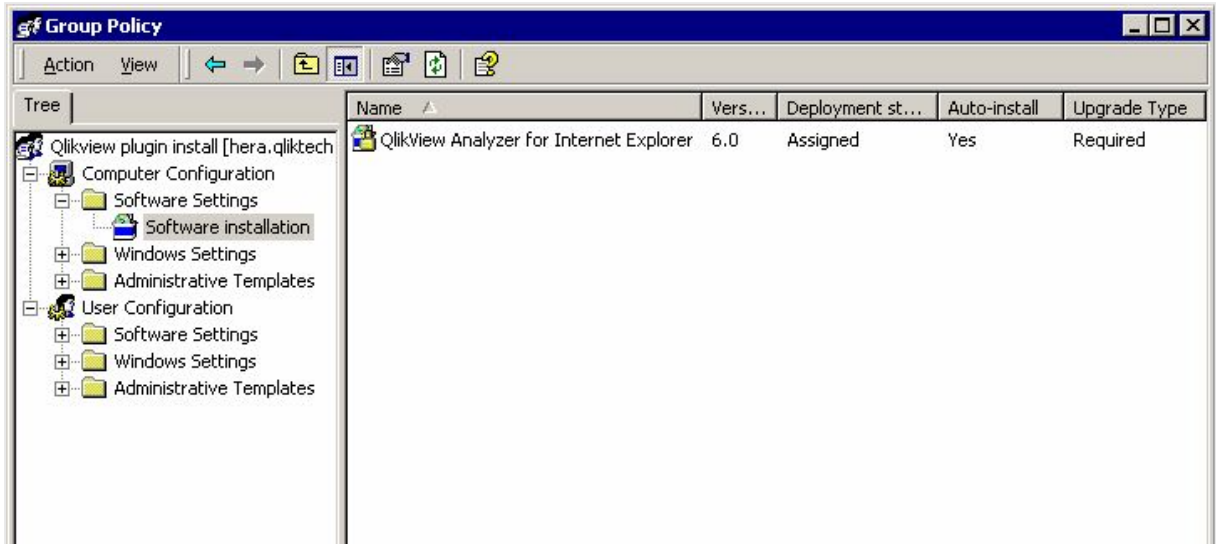 Group Policy
Action View
Tree
Name Vers... Deployment st... Auto-install Upgrade Type
Qlikview plugin install [hera.qliktech
QlikView Analyzer for Internet Explorer 6.0 Assigned Yes Required
Computer Configuration
Software Settings
Software installation
Windows Settings
Administrative Templates
User Configuration
Software Settings
Windows Settings
Administrative Templates